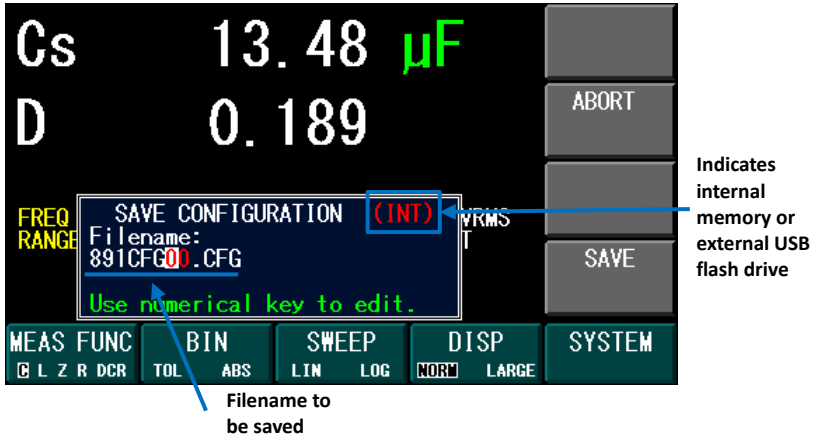 Cs 13.48 µF
D 0.189
ABORT
FREQ VRMS
RANGE T
SAVE CONFIGURATION (INT)
Filename:
891CFG00.CFG
Use numerical key to edit.
SAVE
MEAS FUNC BIN SWEEP DISP SYSTEM
C L Z R DCR TOL ABS LIN LOG NORM LARGE
Indicates
internal
memory or
external USB
flash drive
Filename to
be saved